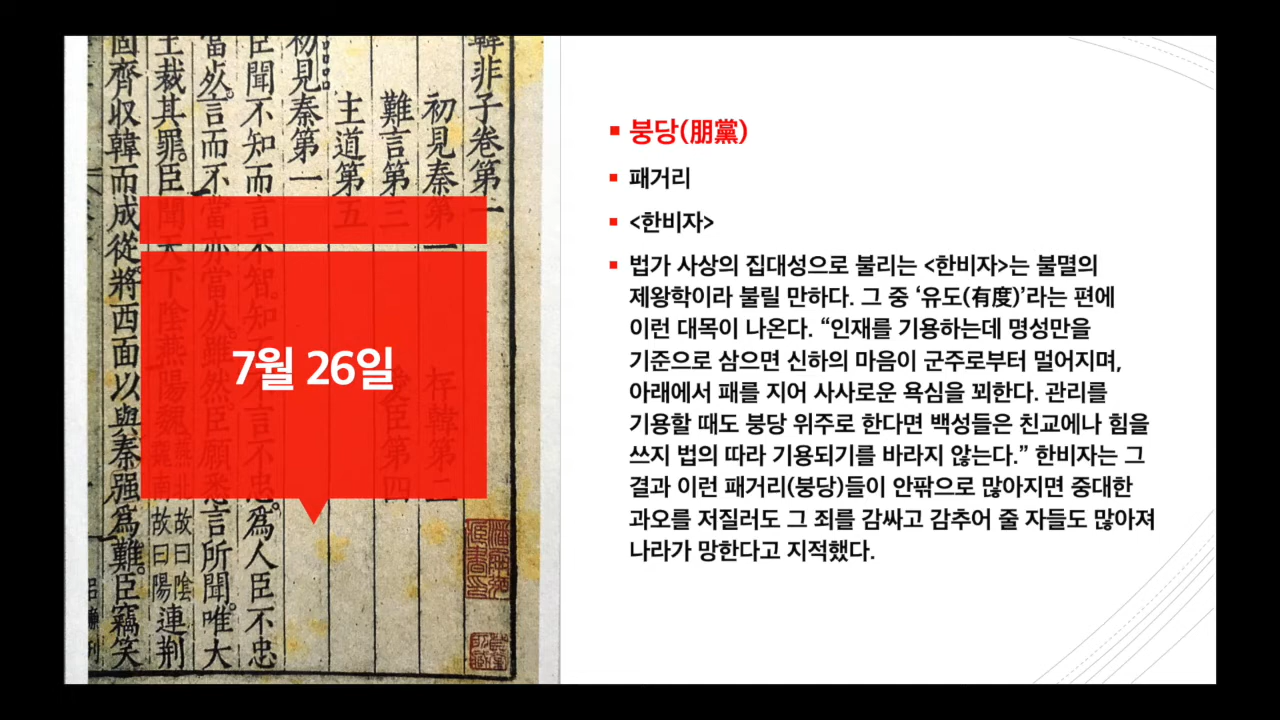 韓非子卷第一
初見秦第一
難言第三
主道第五
初見秦第一
臣聞不知而言不智知
言不忠爲人臣不忠
當死言而不當亦當死雖然臣願悉言所聞唯大
王裁其罪臣聞天下陰燕陽魏
故曰陰
故曰陽
連荆
固齊收韓而成從將西面以與秦强爲難臣竊笑
存韓第二
臣第四
7월 26일
붕당(朋黨)
패거리
<한비자>
법가 사상의 집대성으로 불리는 <한비자>는 불멸의
제왕학이라 불릴 만하다. 그 중 ‘유도(有度)’라는 편에
이런 대목이 나온다. “인재를 기용하는데 명성만을
기준으로 삼으면 신하의 마음이 군주로부터 멀어지며,
아래에서 패를 지어 사사로운 욕심을 꾀한다. 관리를
기용할 때도 붕당 위주로 한다면 백성들은 친교에나 힘을
쓰지 법의 따라 기용되기를 바라지 않는다.” 한비자는 그
결과 이런 패거리(붕당)들이 안팎으로 많아지면 중대한
과오를 저질러도 그 죄를 감싸고 감추어 줄 자들도 많아져
나라가 망한다고 지적했다.